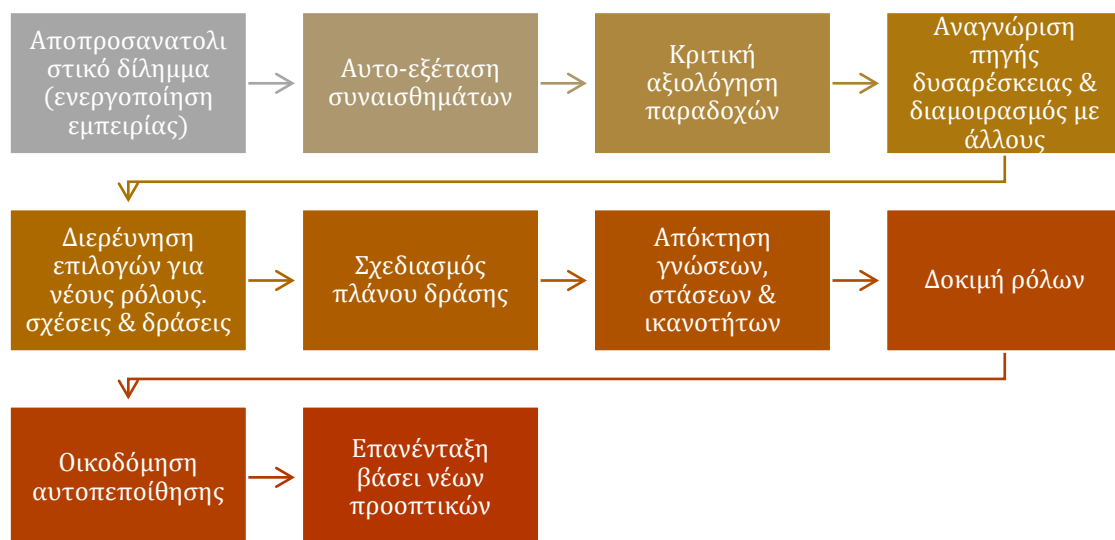 Αποπροσανατολι
στικό δίλημμα
(ενεργοποίηση
εμπειρίας)
Αυτο-εξέταση
συναισθημάτων
Κριτική
αξιολόγηση
παραδοχών
Αναγνώριση
πηγής
δυσαρέσκειας &
διαμοιρασμός με
άλλους
Διερέυνηση
επιλογών για
νέους ρόλους.
σχέσεις & δράσεις
Σχεδιασμός
πλάνου δράσης
Απόκτηση
γνώσεων,
στάσεων &
ικανοτήτων
Δοκιμή ρόλων
Οικοδόμηση
αυτοπεποίθησης
Επανένταξη
βάσει νέων
προοπτικών